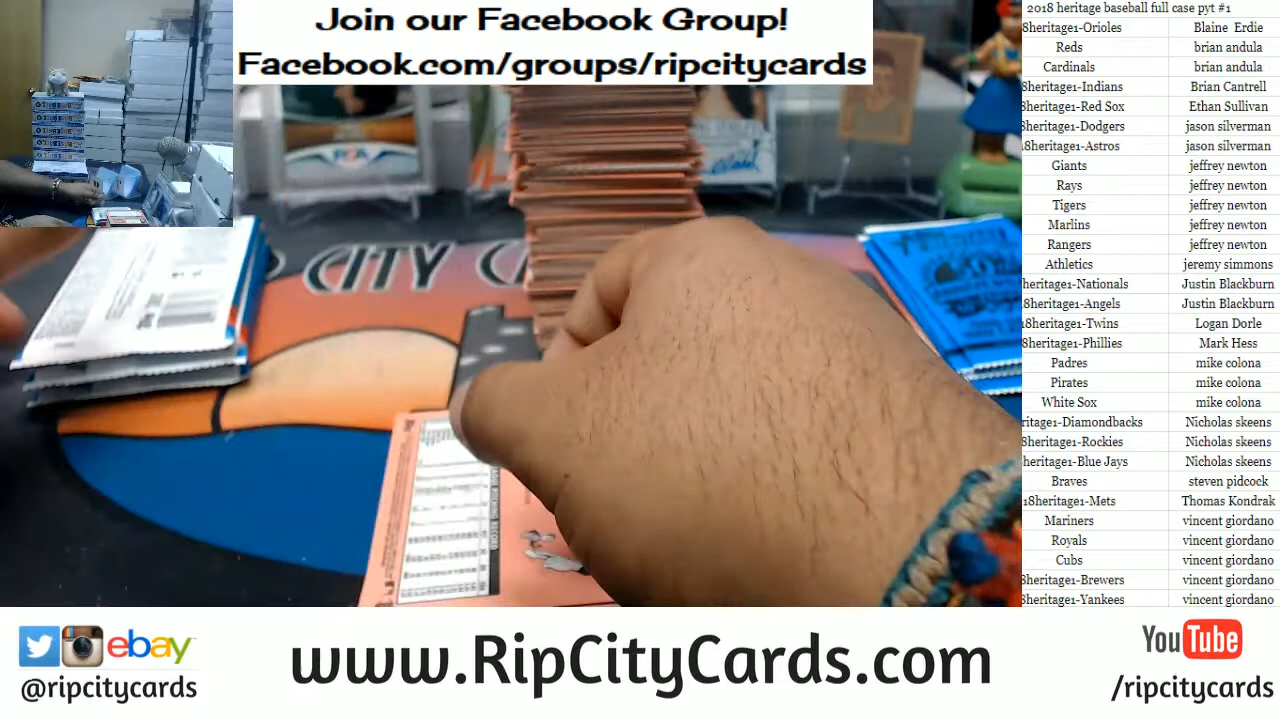 Join our Facebook Group!
Facebook.com/groups/ripcitycards
2018 heritage baseball full case pyt #1
8heritage1-Orioles Blaine Erdie
Reds brian andula
Cardinals brian andula
8heritage1-Indians Brian Cantrell
8heritage1-Red Sox Ethan Sullivan
8heritage1-Dodgers jason silverman
8heritage1-Astros jason silverman
Giants jeffrey newton
Rays jeffrey newton
Tigers jeffrey newton
Marlins jeffrey newton
Rangers jeffrey newton
Athletics jeremy simmons
heritage1-Nationals Justin Blackburn
8heritage1-Angels Justin Blackburn
8heritage1-Twins Logan Dorle
8heritage1-Phillies Mark Hess
Padres mike colona
Pirates mike colona
White Sox mike colona
ritage1-Diamondbacks Nicholas skeens
8heritage1-Rockies Nicholas skeens
heritage1-Blue Jays Nicholas skeens
Braves steven pidcock
18heritage1-Mets Thomas Kondrak
Mariners vincent giordano
Royals vincent giordano
Cubs vincent giordano
8heritage1-Brewers vincent giordano
8heritage1-Yankees vincent giordano
CITY C
PITCHING RECORD
ebay
@ripcitycards
www.RipCityCards.com
YouTube
/ripcitycards